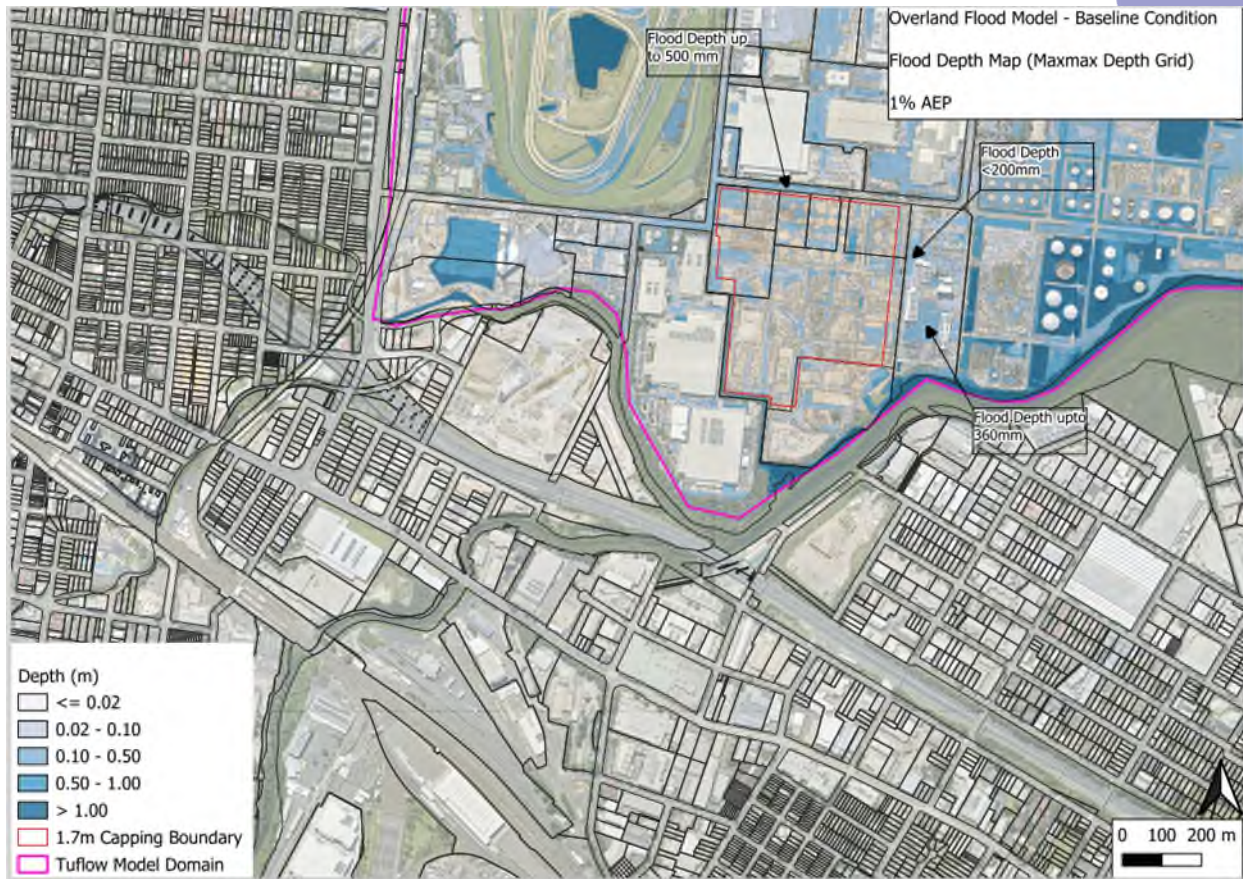 Overland Flood Model - Baseline Condition
Flood Depth Map (Maxmax Depth Grid)
1% AEP
Flood Depth up
to 500 mm
Flood Depth
<200mm
Flood Depth upto
360mm
Depth (m)
<= 0.02
0.02 - 0.10
0.10 - 0.50
0.50 - 1.00
> 1.00
1.7m Capping Boundary
Tuflow Model Domain
0 100 200 m